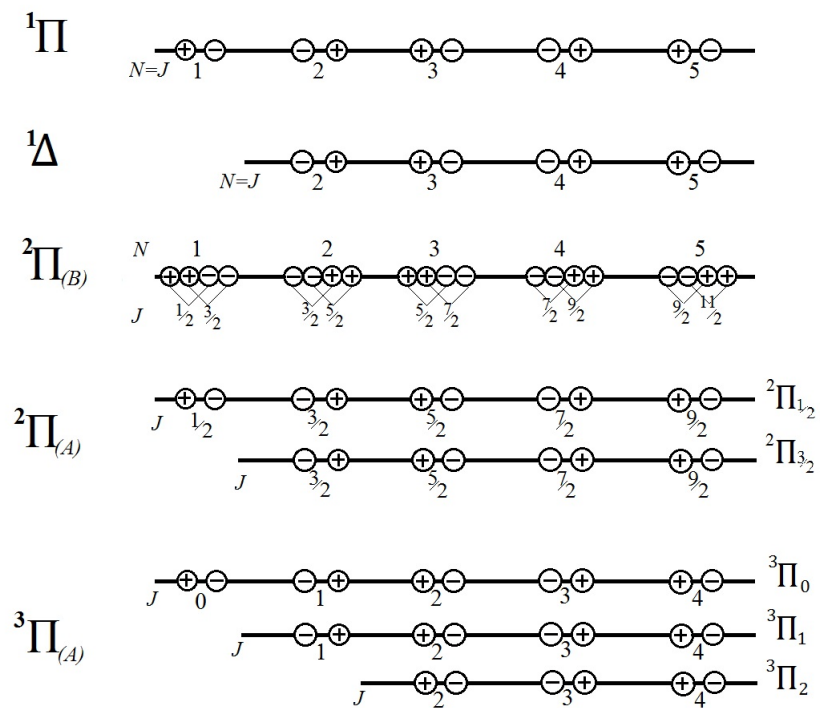 ¹Π ⊕⊖ ⊖⊕ ⊕⊖ ⊖⊕ ⊕⊖
N=J 1 2 3 4 5
¹Δ ⊖⊕ ⊕⊖ ⊖⊕ ⊕⊖
N=J 2 3 4 5
N 1 2 3 4 5
²Π(B) ⊕⊕⊖⊖ ⊖⊖⊕⊕ ⊕⊕⊖⊖ ⊖⊖⊕⊕ ⊖⊖⊕⊕
J 1/2 3/2 3/2 5/2 5/2 7/2 7/2 9/2 9/2 11/2
²Π(A)
⊕⊖ ⊖⊕ ⊕⊖ ⊖⊕ ⊕⊖ ²Π1/2
J 1/2 3/2 5/2 7/2 9/2
⊖⊕ ⊕⊖ ⊖⊕ ⊕⊖ ²Π3/2
J 3/2 5/2 7/2 9/2
³Π(A)
⊕⊖ ⊖⊕ ⊕⊖ ⊖⊕ ⊕⊖ ³Π₀
J 0 1 2 3 4
⊖⊕ ⊕⊖ ⊖⊕ ⊕⊖ ³Π₁
J 1 2 3 4
⊕⊖ ⊖⊕ ⊕⊖ ³Π₂
J 2 3 4